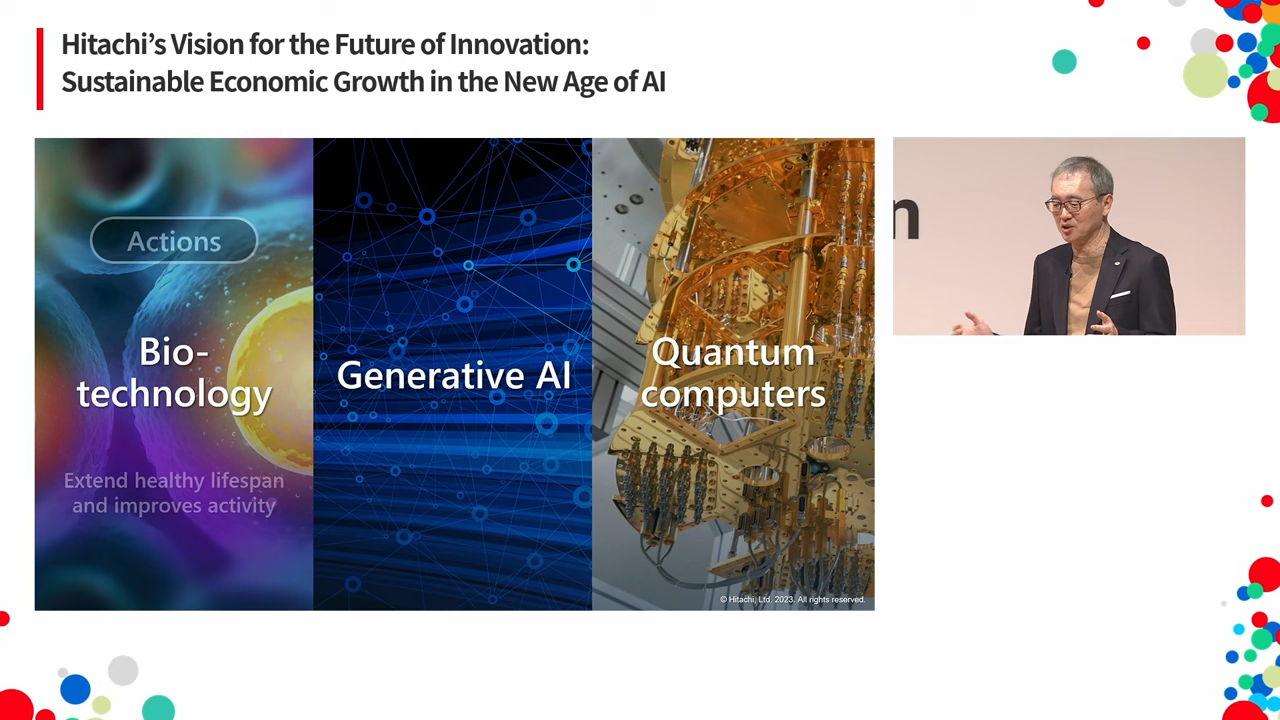 Hitachi’s Vision for the Future of Innovation:
Sustainable Economic Growth in the New Age of AI
Actions
Bio-
technology
Extend healthy lifespan
and improves activity
Generative AI
Quantum
computers
© Hitachi, Ltd. 2023. All rights reserved.
n